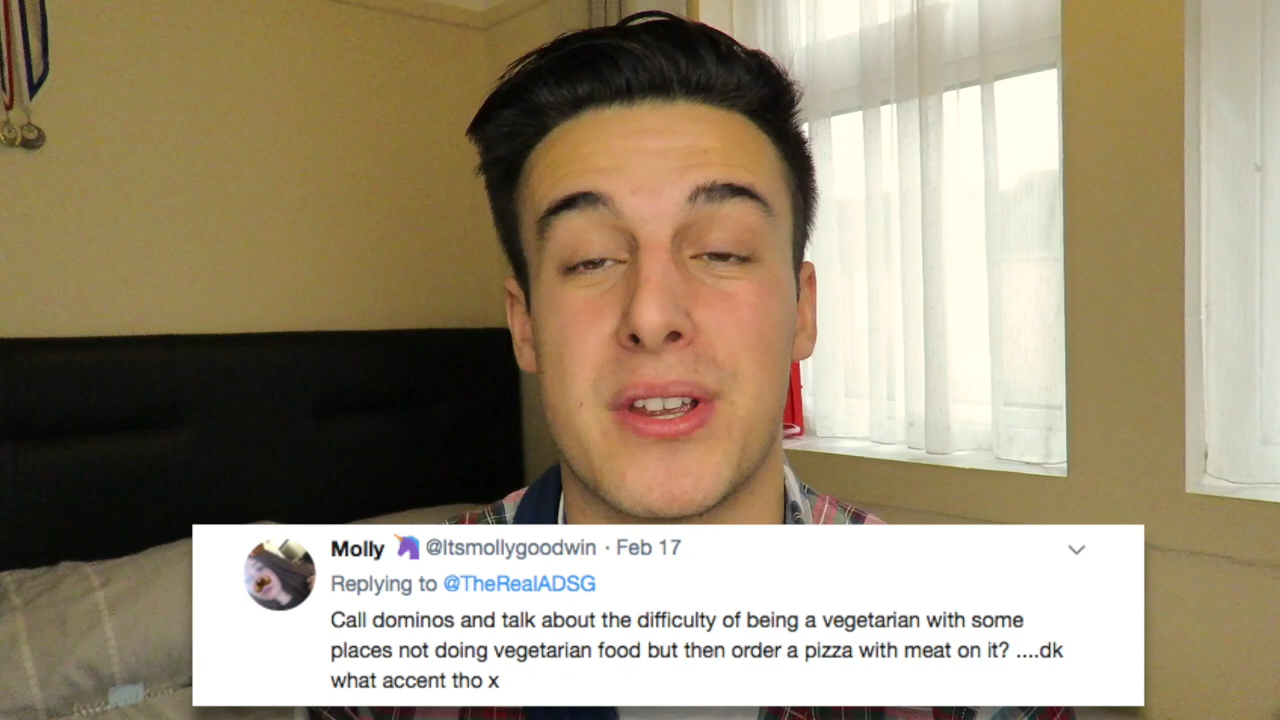 Molly 🦄 @Itsmollygoodwin · Feb 17
Replying to @TheRealADSG
Call dominos and talk about the difficulty of being a vegetarian with some
places not doing vegetarian food but then order a pizza with meat on it? ....dk
what accent tho x